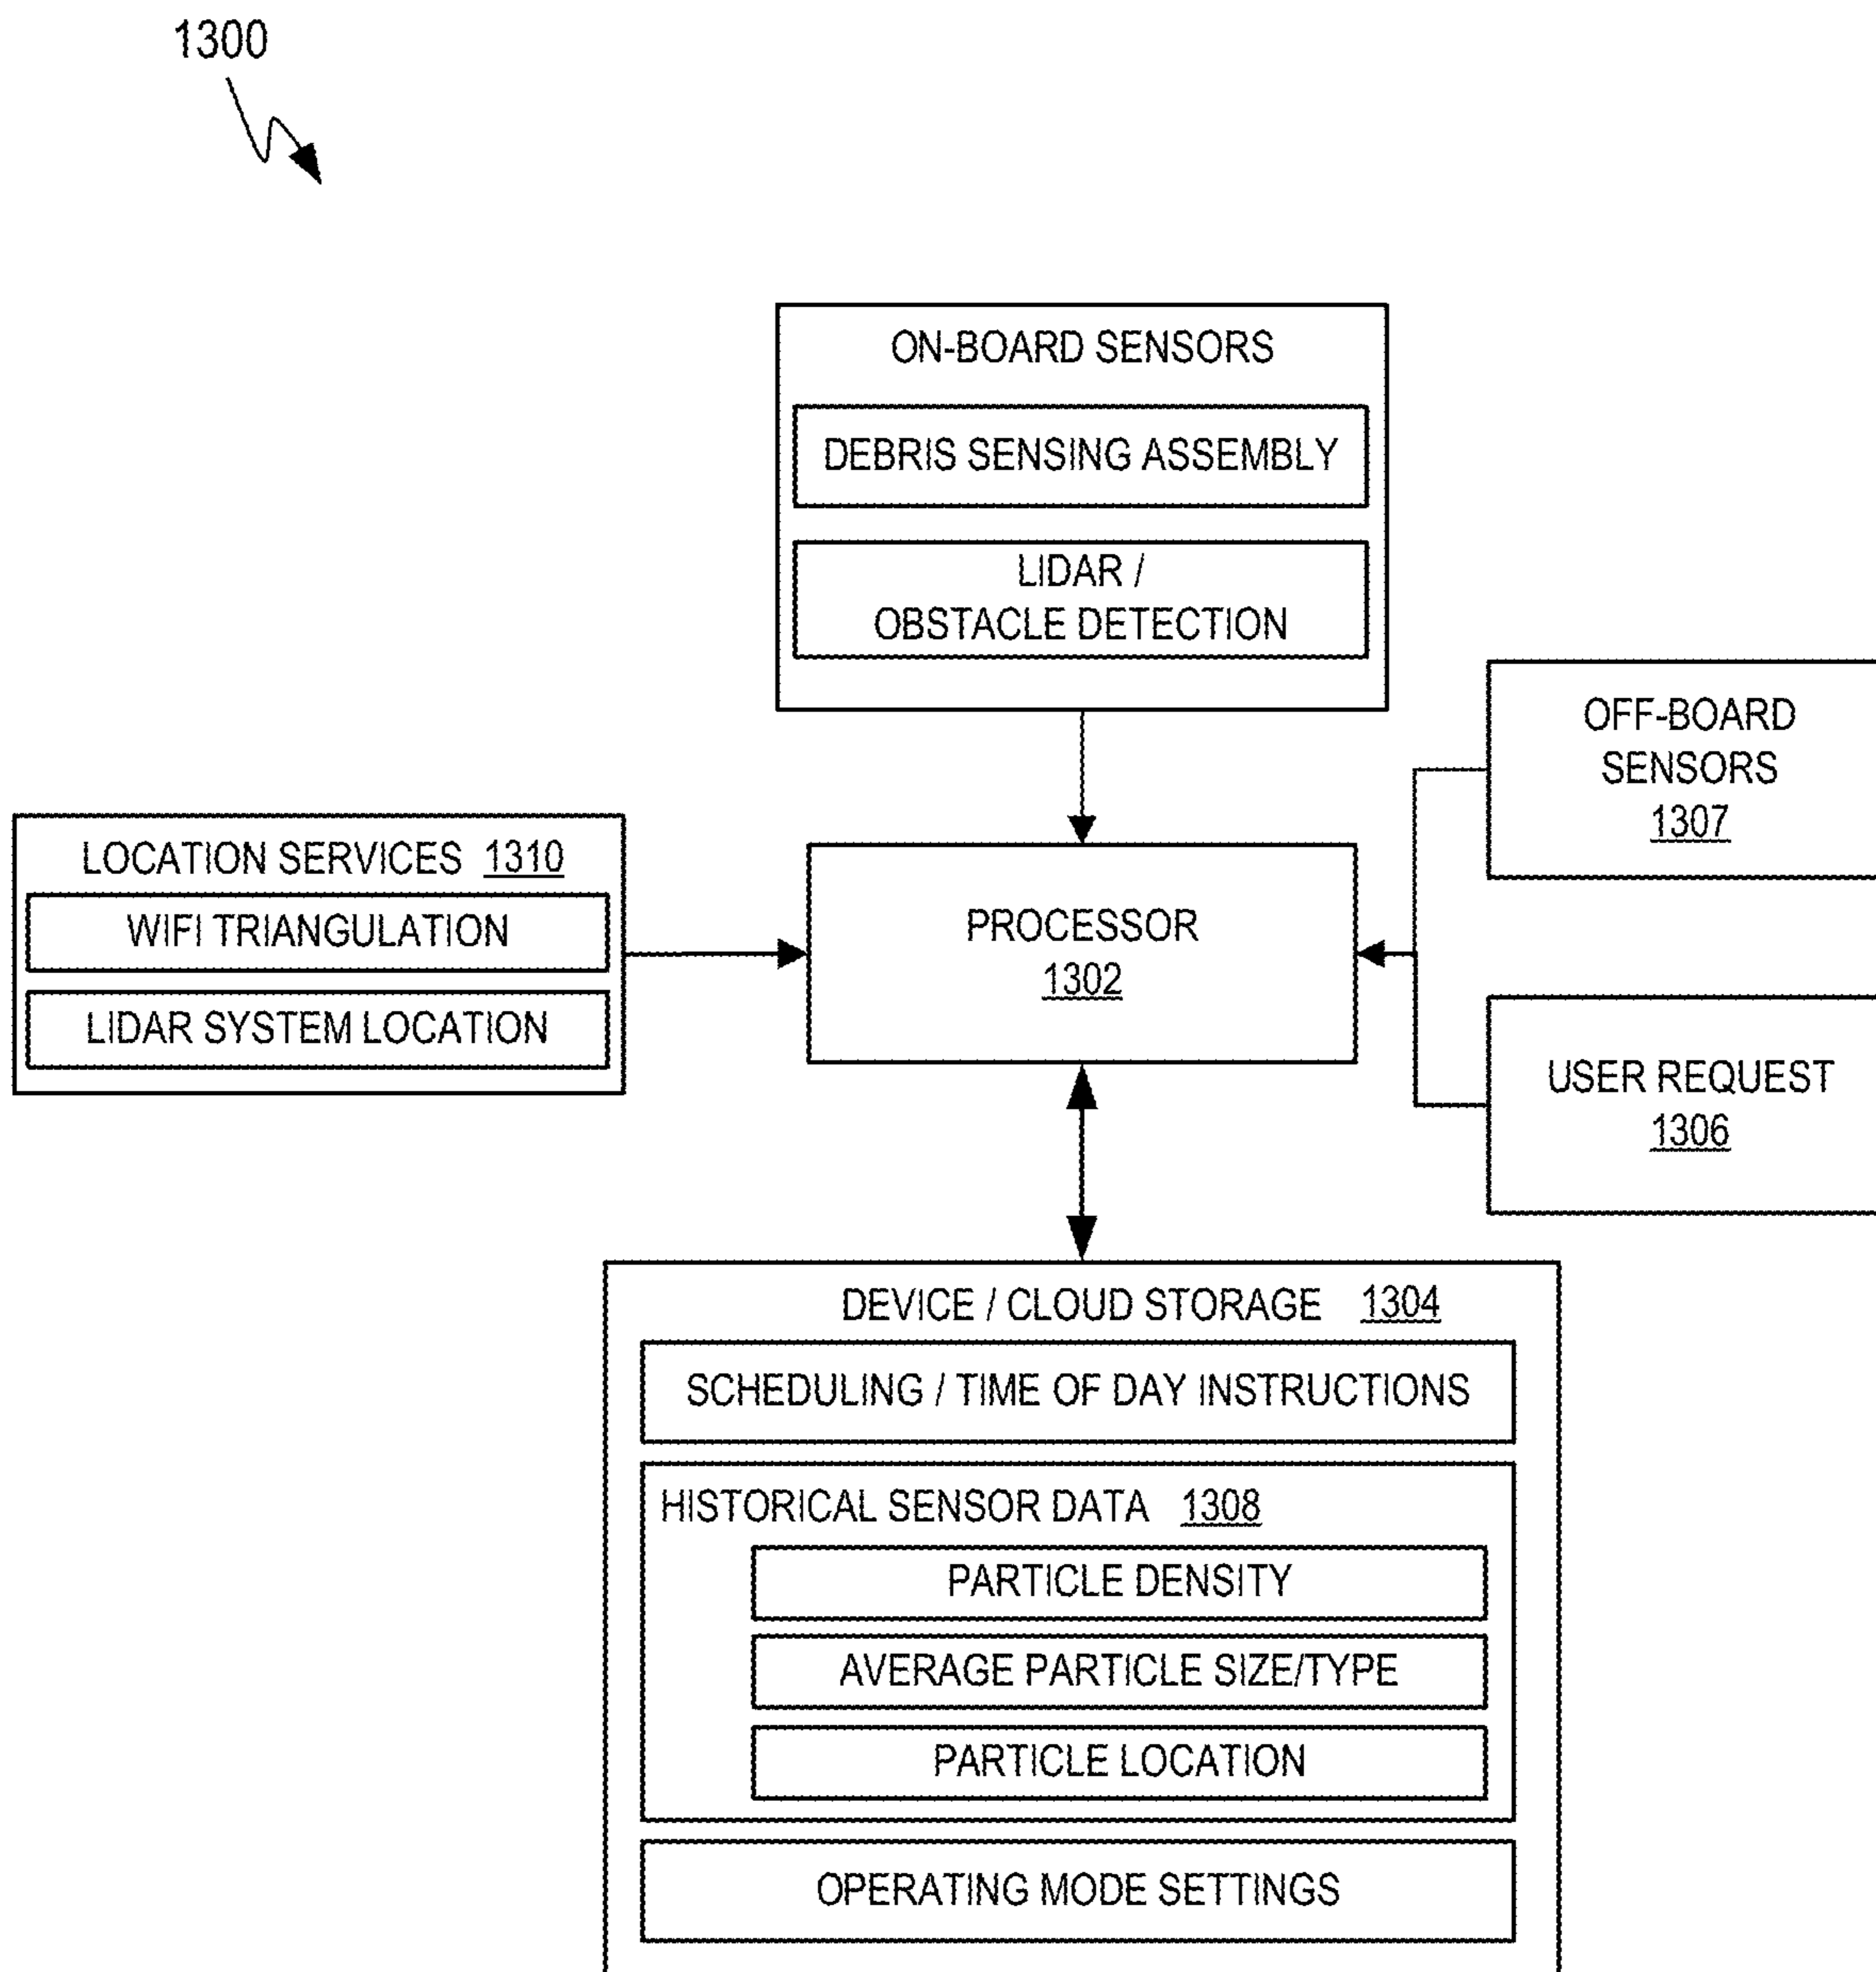 1300
ON-BOARD SENSORS
DEBRIS SENSING ASSEMBLY
LIDAR /
OBSTACLE DETECTION
OFF-BOARD
SENSORS
1307
LOCATION SERVICES 1310
WIFI TRIANGULATION
LIDAR SYSTEM LOCATION
PROCESSOR
1302
USER REQUEST
1306
DEVICE / CLOUD STORAGE 1304
SCHEDULING / TIME OF DAY INSTRUCTIONS
HISTORICAL SENSOR DATA 1308
PARTICLE DENSITY
AVERAGE PARTICLE SIZE/TYPE
PARTICLE LOCATION
OPERATING MODE SETTINGS